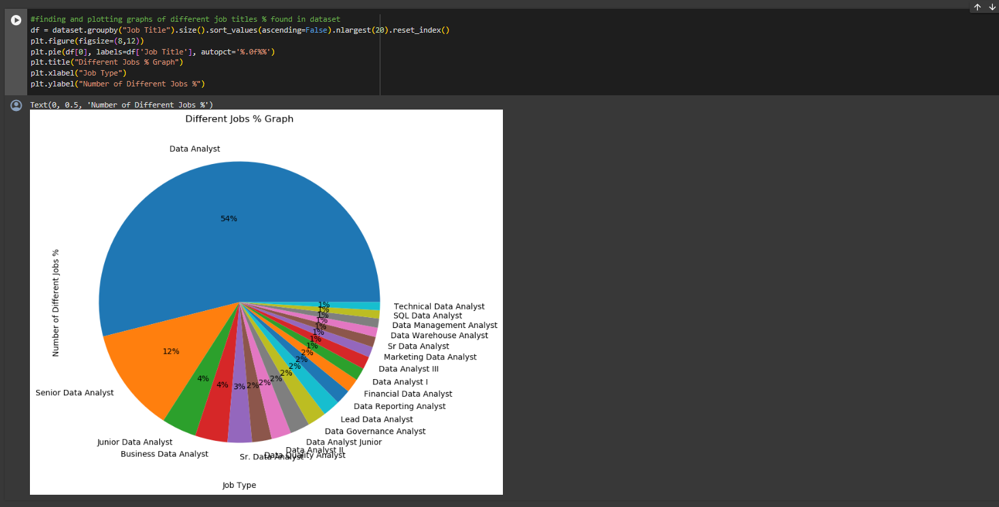 #finding and plotting graphs of different job titles % found in dataset
df = dataset.groupby("Job Title").size().sort_values(ascending=False).nlargest(20).reset_index()
plt.figure(figsize=(8,12))
plt.pie(df[0], labels=df['Job Title'], autopct='%.0f%%')
plt.title("Different Jobs % Graph")
plt.xlabel("Job Type")
plt.ylabel("Number of Different Jobs %")
Text(0, 0.5, 'Number of Different Jobs %')
Different Jobs % Graph
Data Analyst
54%
Number of Different Jobs %
12%
Senior Data Analyst
4%
Junior Data Analyst
4%
Business Data Analyst
3%
Sr. Data Analyst
2%
Data Quality Analyst
2%
Data Analyst II
2%
Data Analyst Junior
2%
Data Governance Analyst
2%
Lead Data Analyst
2%
Data Reporting Analyst
2%
Financial Data Analyst
1%
Data Analyst I
1%
Data Analyst III
1%
Marketing Data Analyst
1%
Sr Data Analyst
1%
Data Warehouse Analyst
1%
Data Management Analyst
1%
SQL Data Analyst
1%
Technical Data Analyst
Job Type